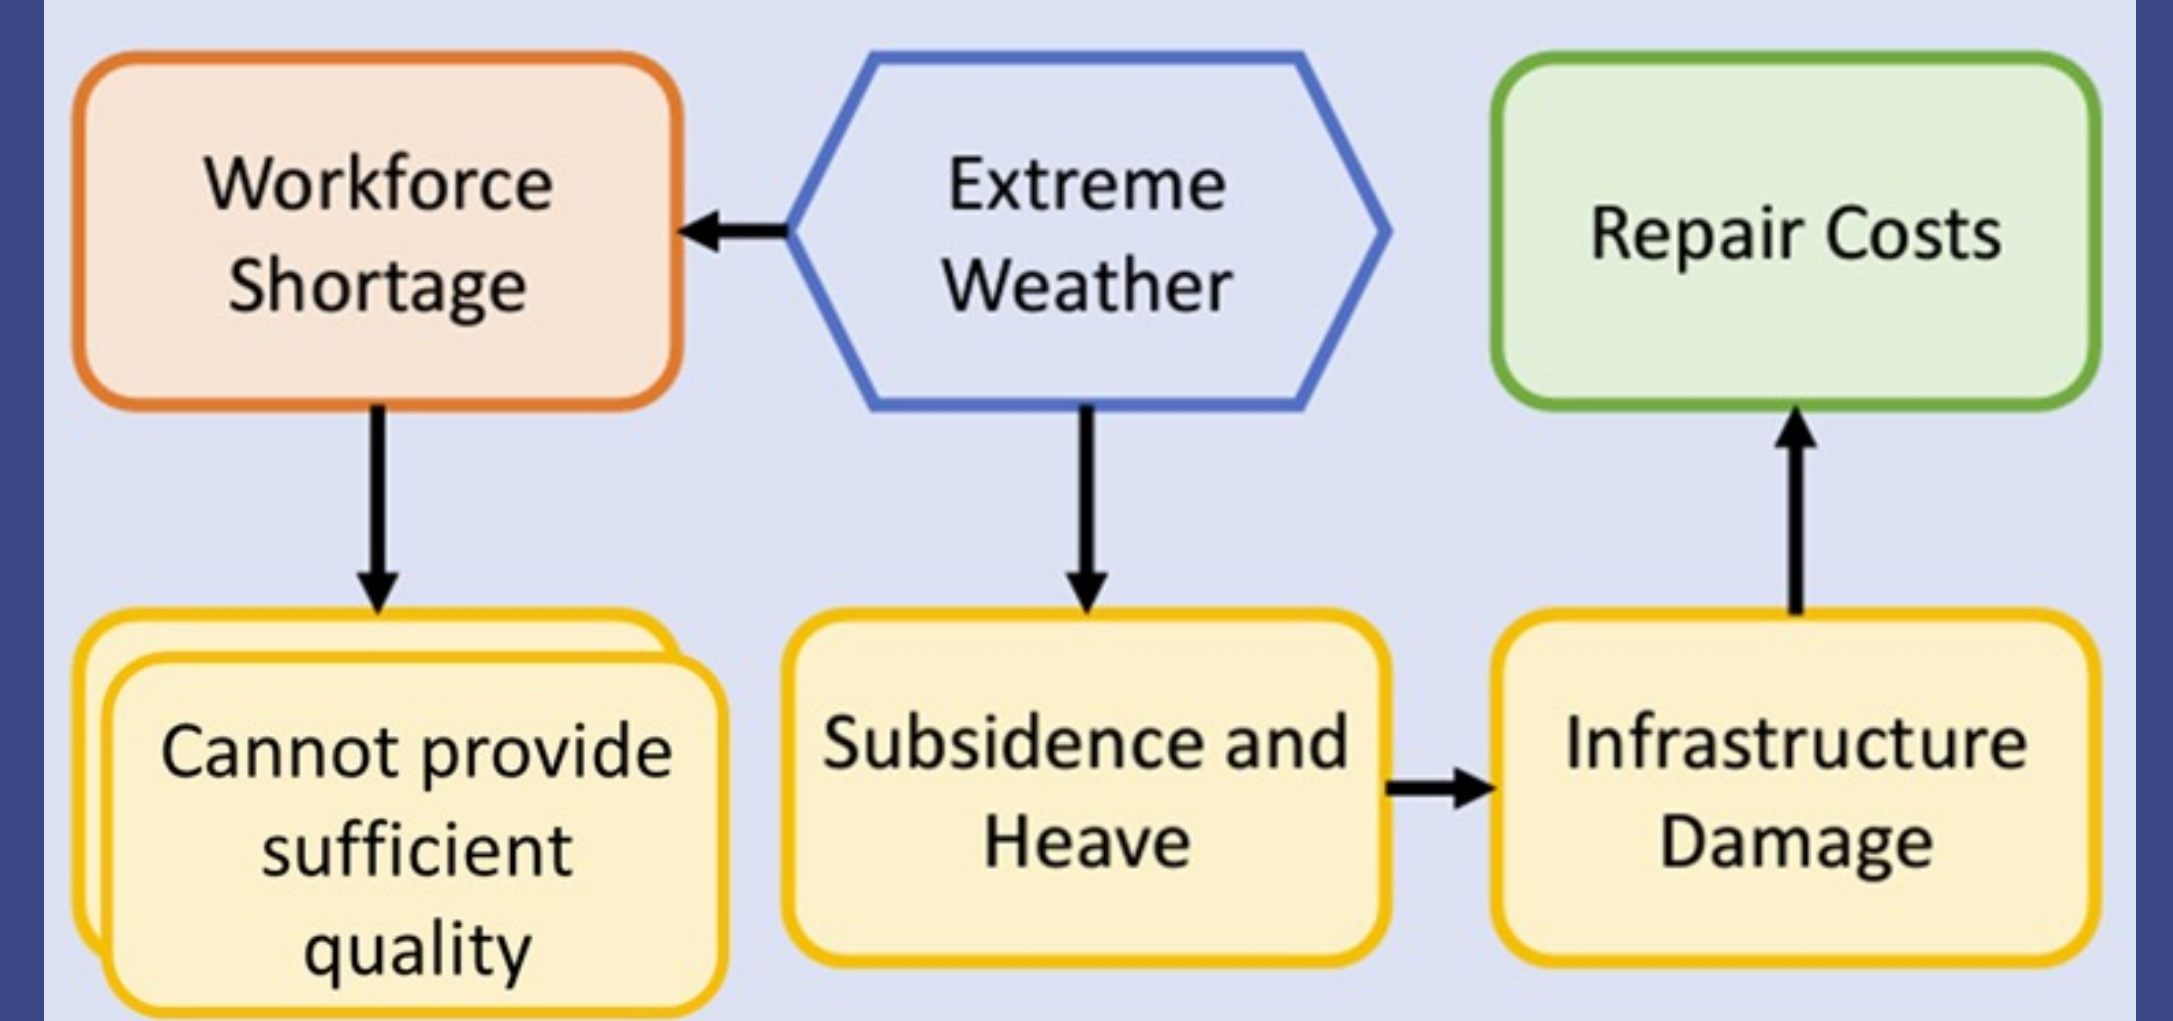 Workforce
Shortage
Extreme
Weather
Repair Costs
Cannot provide
sufficient
quality
Subsidence and
Heave
Infrastructure
Damage